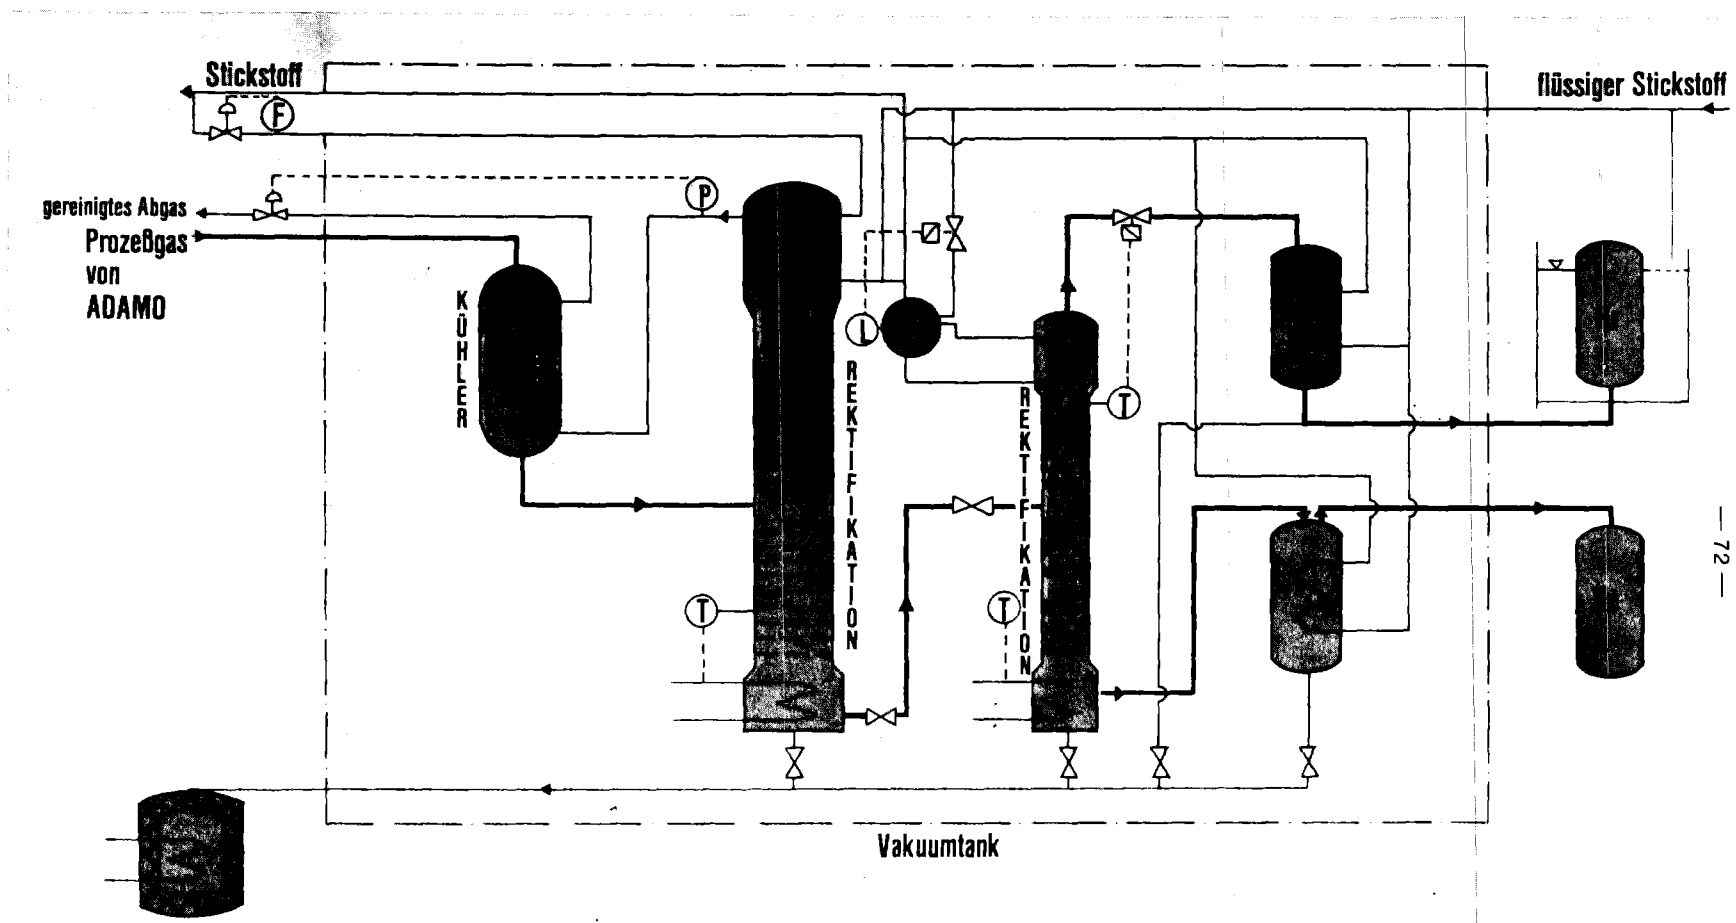 Stickstoff
flüssiger Stickstoff
F
gereinigtes Abgas
P
Prozeßgas
von
ADAMO
KÜHLER
L
REKTIFIKATION
REKTIFIKATION
T
T
T
— 72 —
Vakuumtank